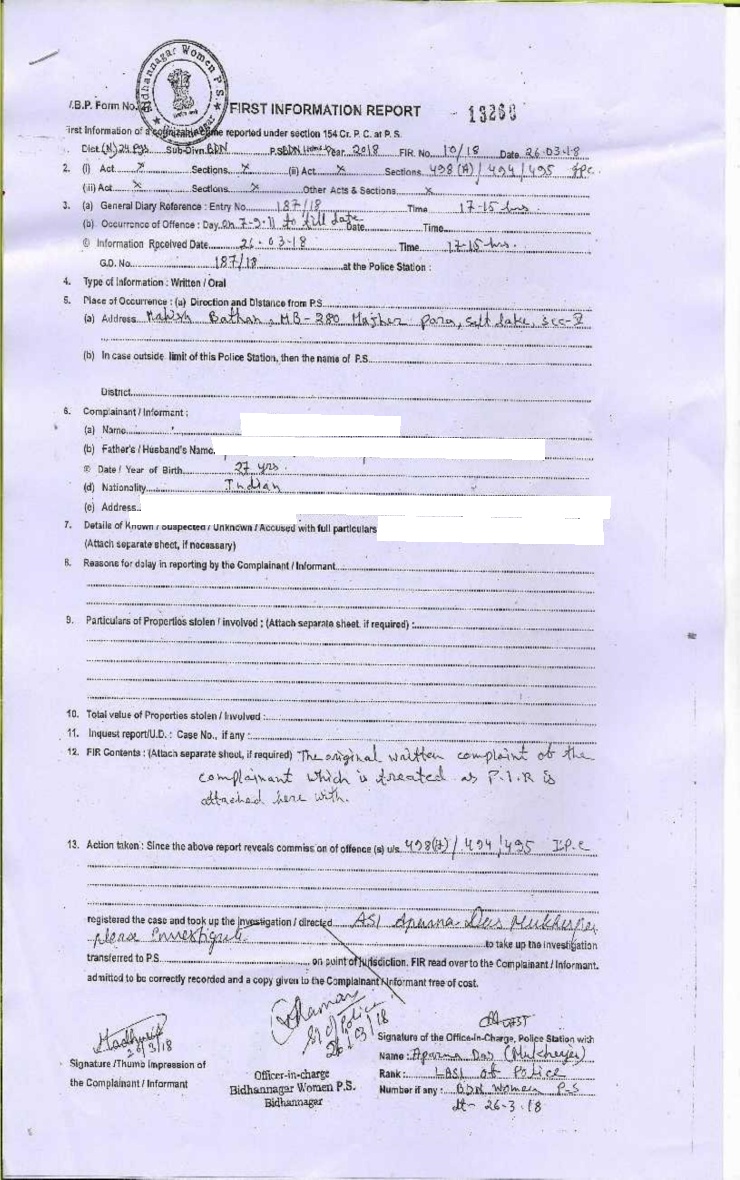 Bidhannagar Women P.S.
I.B.P. Form No. 27
FIRST INFORMATION REPORT - 13260
First Information of a cognizable crime reported under section 154 Cr. P. C. at P. S.
1. Dist (N) 24 Pgs. Sub-Divn. BDN P.S. BDN Women Year 2018 FIR No. 10/18 Date 26-03-18
2. (i) Act X Sections X (ii) Act X Sections 498(A)/494/495 IPC.
(iii) Act X Sections X Other Acts & Sections X
3. (a) General Diary Reference : Entry No. 187/18 Time 17-15 hrs.
(b) Occurrence of Offence : Day On 7-9-11 to till date Date Time
© Information Received Date 26-03-18 Time 17-15 hrs.
G.D. No. 187/18 at the Police Station :
4. Type of Information : Written / Oral
5. Place of Occurrence : (a) Direction and Distance from P.S.
(a) Address Mahish Bathan, MB-280 Majher para, Salt lake, Sec-V
(b) In case outside limit of this Police Station, then the name of P.S.
District
6. Complainant / Informant ;
(a) Name
(b) Father's / Husband's Name.
© Date / Year of Birth 27 yrs.
(d) Nationality Indian
(e) Address..
7. Details of Known / Suspected / Unknown / Accused with full particulars
(Attach separate sheet, if necessary)
8. Reasons for delay in reporting by the Complainant / Informant
9. Particulars of Properties stolen / involved ; (Attach separate sheet. if required) :
10. Total value of Properties stolen / Involved :
11. Inquest report/U.D. : Case No., if any :
12. FIR Contents : (Attach separate sheet, if required) The original written complaint of the
complainant which is treated as F.I.R is
attached here with.
13. Action taken : Since the above report reveals commission of offence (s) u/s. 498(A)/494/495 I.P.C
registered the case and took up the investigation / directed ASI Aparna Das Mukherjee
please investigate to take up the investigation
transferred to P.S. on point of jurisdiction. FIR read over to the Complainant / Informant.
admitted to be correctly recorded and a copy given to the Complainant / Informant free of cost.
SI of Police
26/03/18
26/3/18
Signature /Thumb impression of
the Complainant / Informant
Officer-in-charge
Bidhannagar Women P.S.
Bidhannagar
Signature of the Office-in-Charge, Police Station with
Name : Aparna Das (Mukherjee)
Rank : LASI of Police
Number if any : BDN Women P-S
dt- 26-3-18